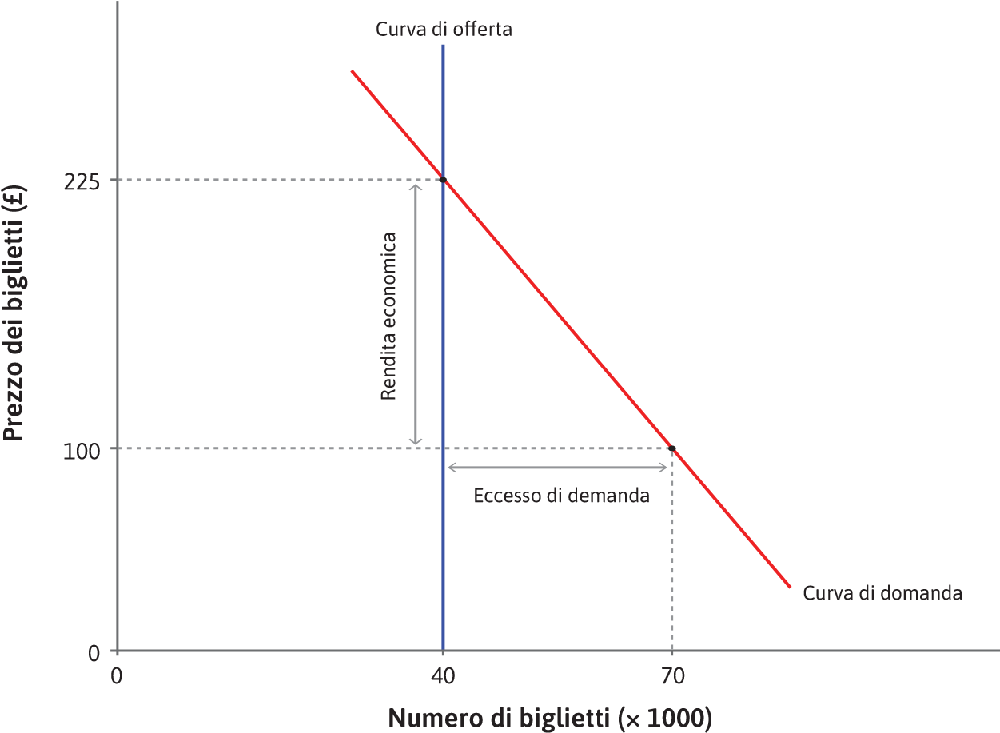 Curva di offerta
225
Rendita economica
Prezzo dei biglietti (£)
100
Eccesso di demanda
Curva di domanda
0
0
40
70
Numero di biglietti (× 1000)